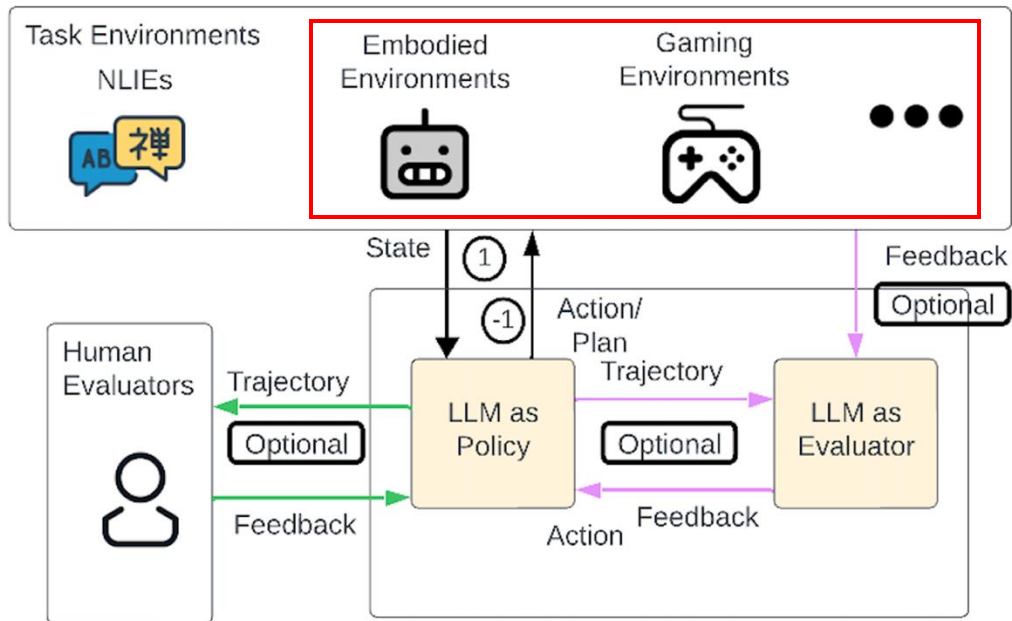 Task Environments
NLIEs
AB
禅
Embodied
Environments
Gaming
Environments
State
1
-1
Action/
Plan
Feedback
Optional
Human
Evaluators
Trajectory
Optional
Feedback
LLM as
Policy
Trajectory
Optional
Feedback
Action
LLM as
Evaluator